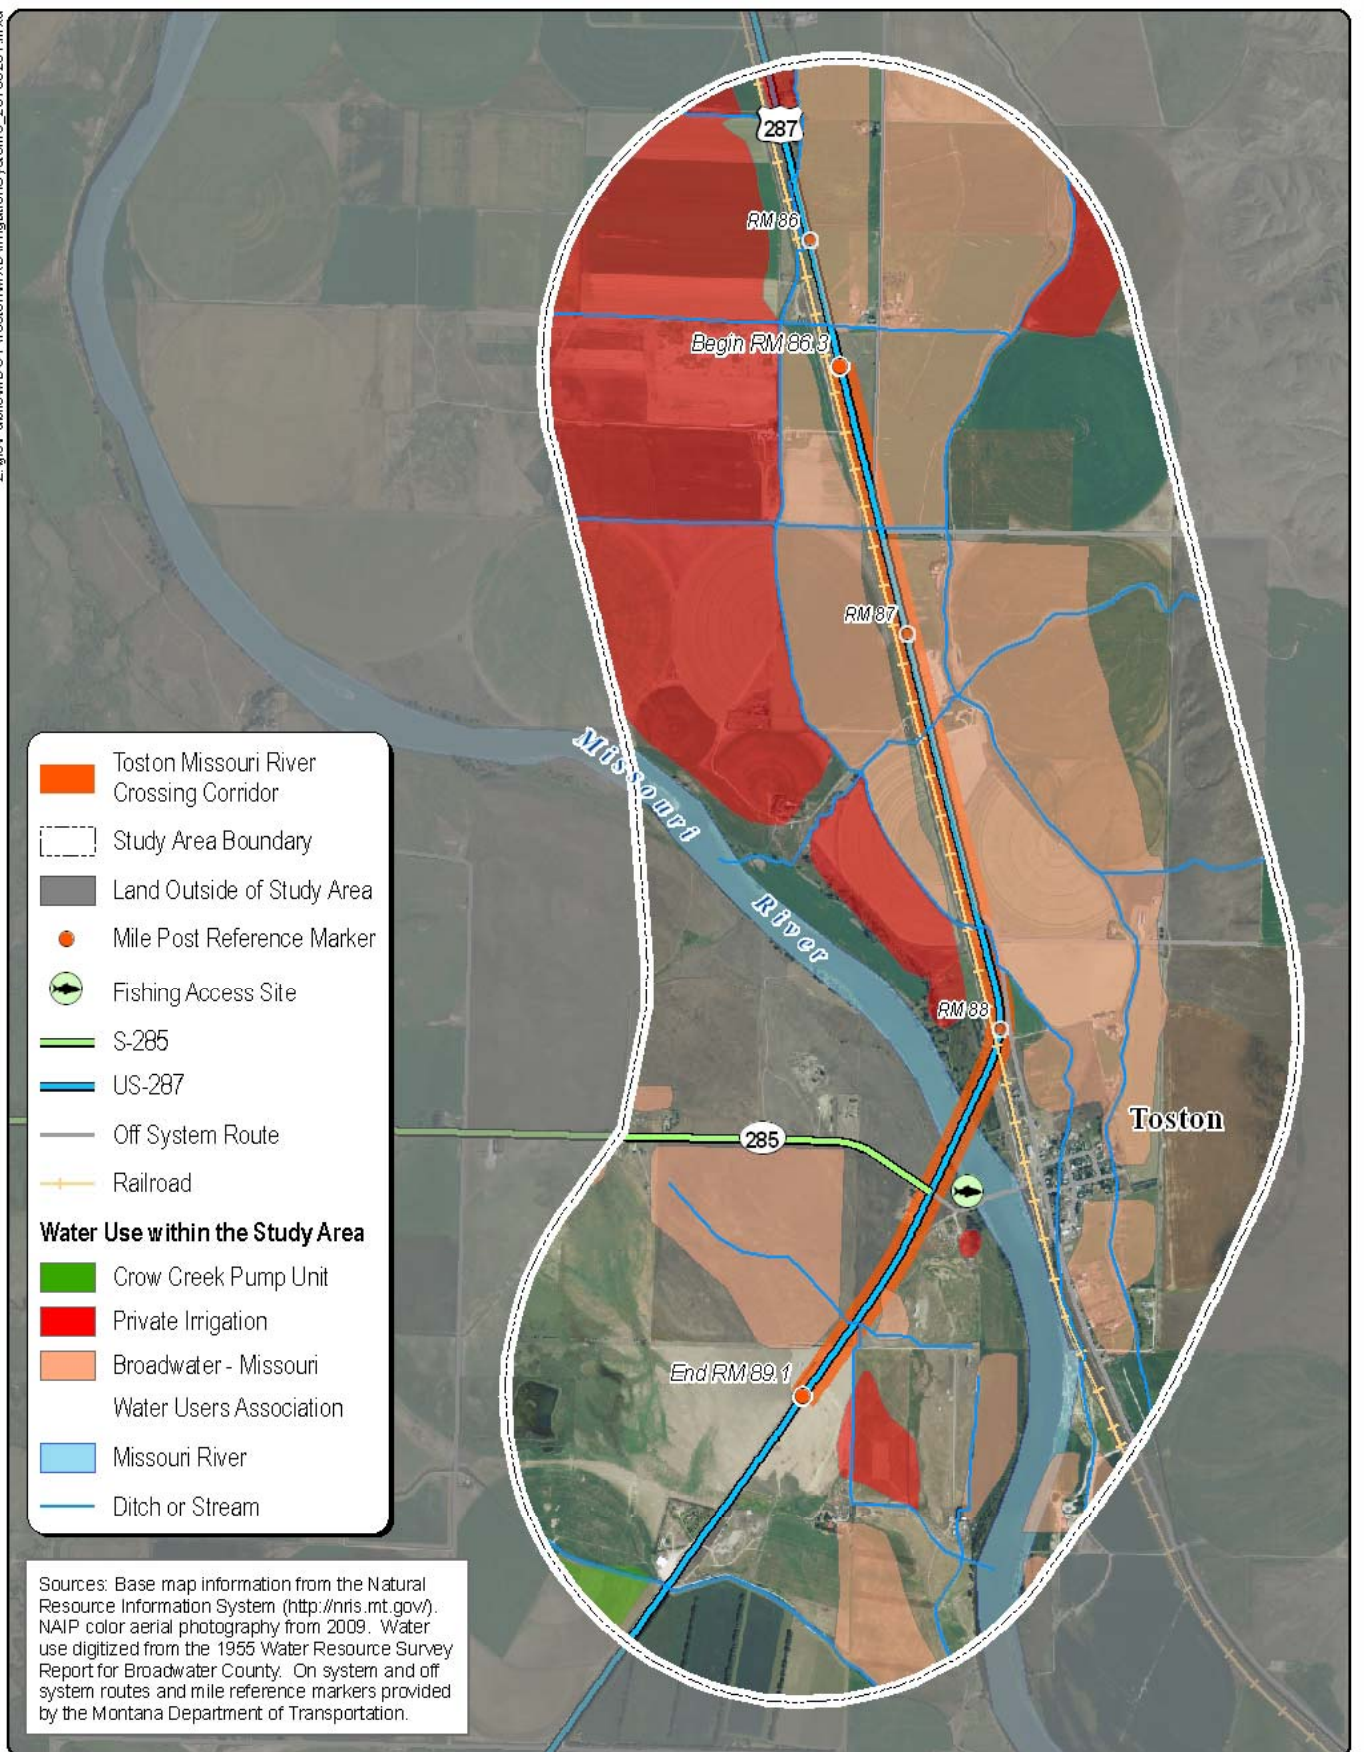 287
RM 86
Begin RM 86.3
RM 87
Missouri
River
RM 88
Toston
285
End RM 89.1
Toston Missouri River
Crossing Corridor
Study Area Boundary
Land Outside of Study Area
Mile Post Reference Marker
Fishing Access Site
S-285
US-287
Off System Route
Railroad
Water Use within the Study Area
Crow Creek Pump Unit
Private Irrigation
Broadwater - Missouri
Water Users Association
Missouri River
Ditch or Stream
Sources: Base map information from the Natural
Resource Information System (http://nris.mt.gov/).
NAIP color aerial photography from 2009. Water
use digitized from the 1955 Water Resource Survey
Report for Broadwater County. On system and off
system routes and mile reference markers provided
by the Montana Department of Transportation.